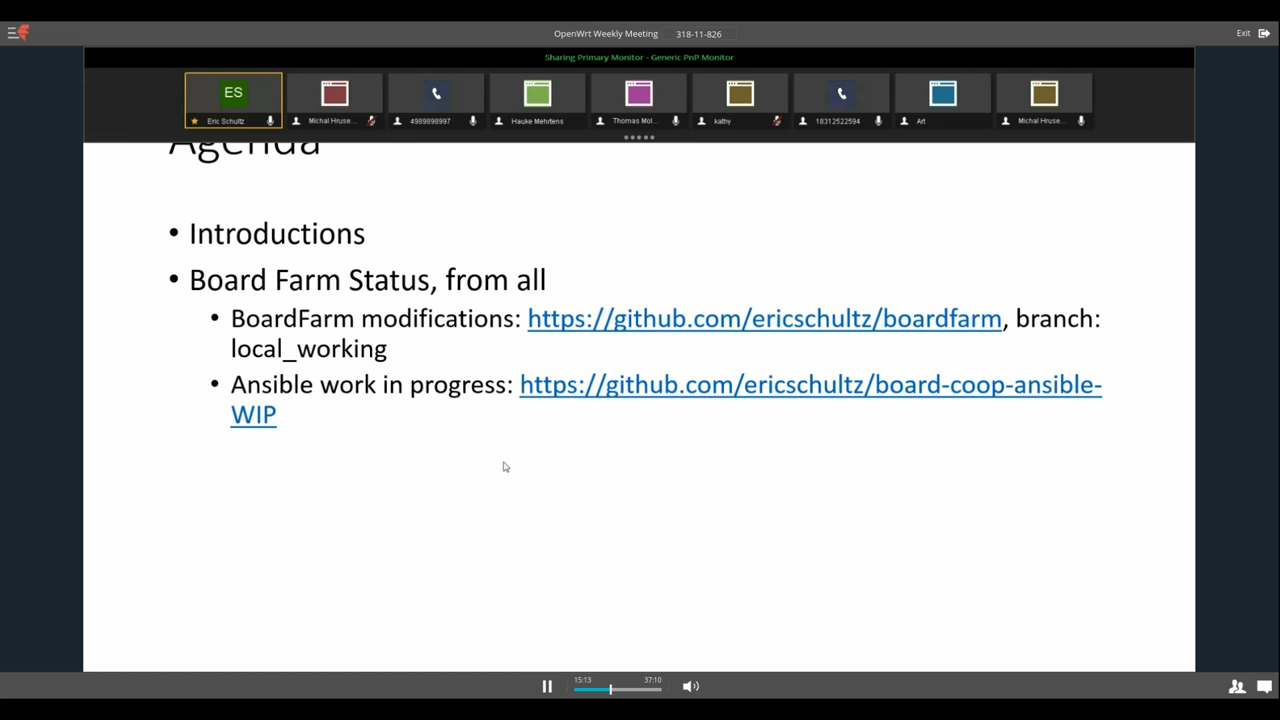 OpenWrt Weekly Meeting 318-11-826 Exit
Sharing Primary Monitor - Generic PnP Monitor
ES
Eric Schultz Michal Hruse... 4989898997 Hauke Mehrtens Thomas Mol... kathy 18312522594 Art Michal Hruse...
Agenda
• Introductions
• Board Farm Status, from all
• BoardFarm modifications: https://github.com/ericschultz/boardfarm, branch:
local_working
• Ansible work in progress: https://github.com/ericschultz/board-coop-ansible-
WIP
15:13 37:10